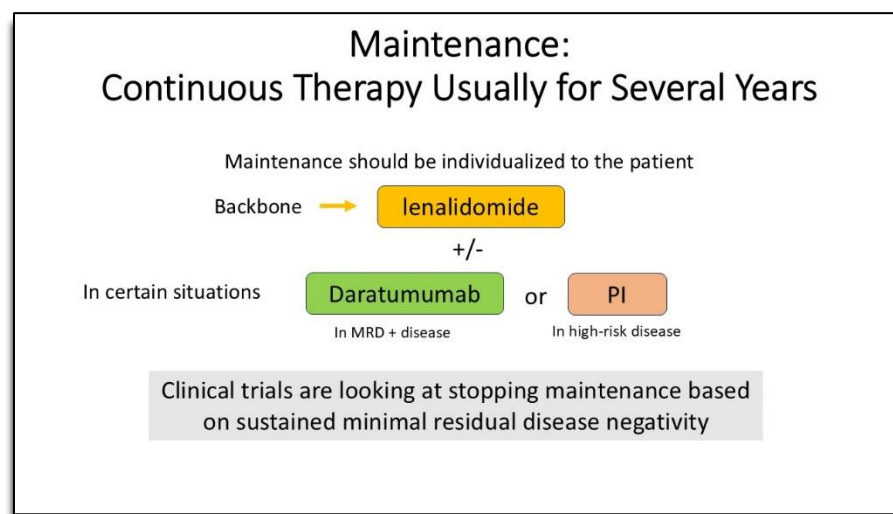 Maintenance:
Continuous Therapy Usually for Several Years
Maintenance should be individualized to the patient
Backbone
lenalidomide
+/-
In certain situations
Daratumumab or PI
In MRD + disease
In high-risk disease
Clinical trials are looking at stopping maintenance based
on sustained minimal residual disease negativity